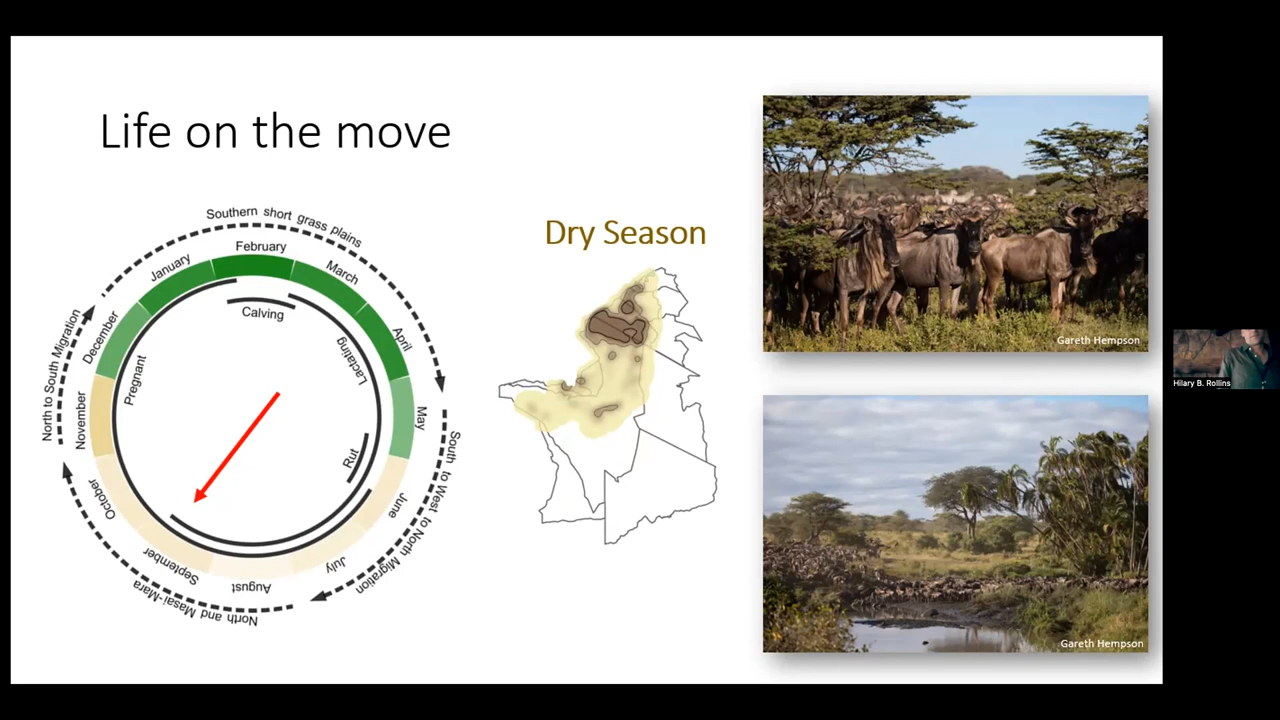 Life on the move
Southern short grass plains
North to South Migration
South to West to North Migration
North and Masai-Mara
January
February
March
April
May
June
July
August
September
October
November
December
Calving
Lactating
Rut
Pregnant
Dry Season
Gareth Hempson
Gareth Hempson
Hilary B. Rollins